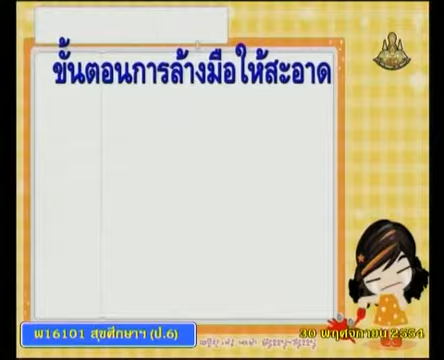 ขั้นตอนการล้างมือให้สะอาด
พ16101 สุขศึกษาฯ (ป.6)
30 พฤศจิกายน 2554